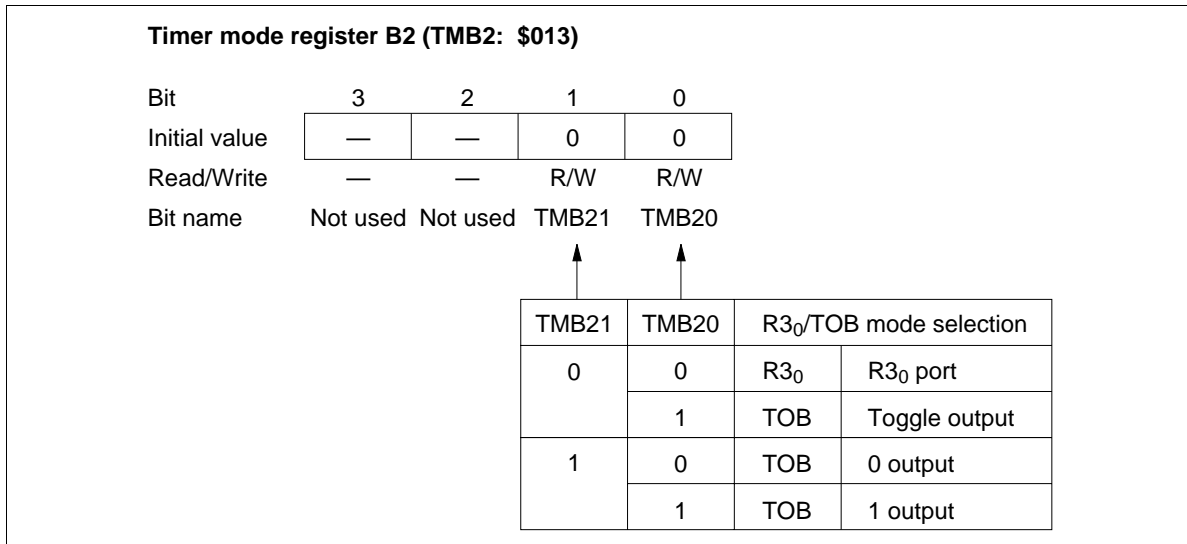 Timer mode register B2 (TMB2: $013)
Bit 3 2 1 0
Initial value — — 0 0
Read/Write — — R/W R/W
Bit name Not used Not used TMB21 TMB20
TMB21 TMB20 R3₀/TOB mode selection
0 0 R3₀ R3₀ port
1 TOB Toggle output
1 0 TOB 0 output
1 TOB 1 output